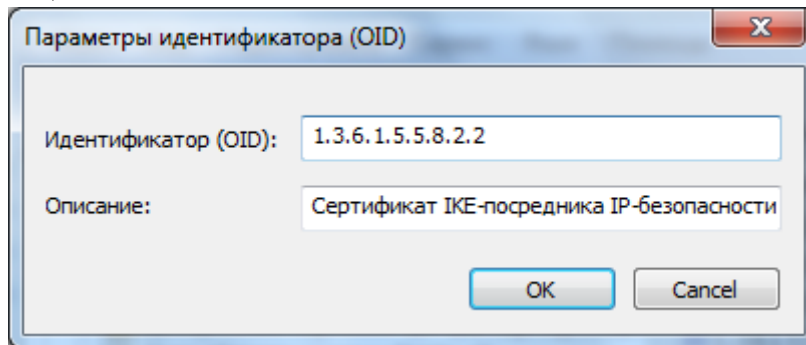 Параметры идентификатора (OID)
Идентификатор (OID): 1.3.6.1.5.5.8.2.2
Описание: Сертификат IKE-посредника IP-безопасности
OK Cancel